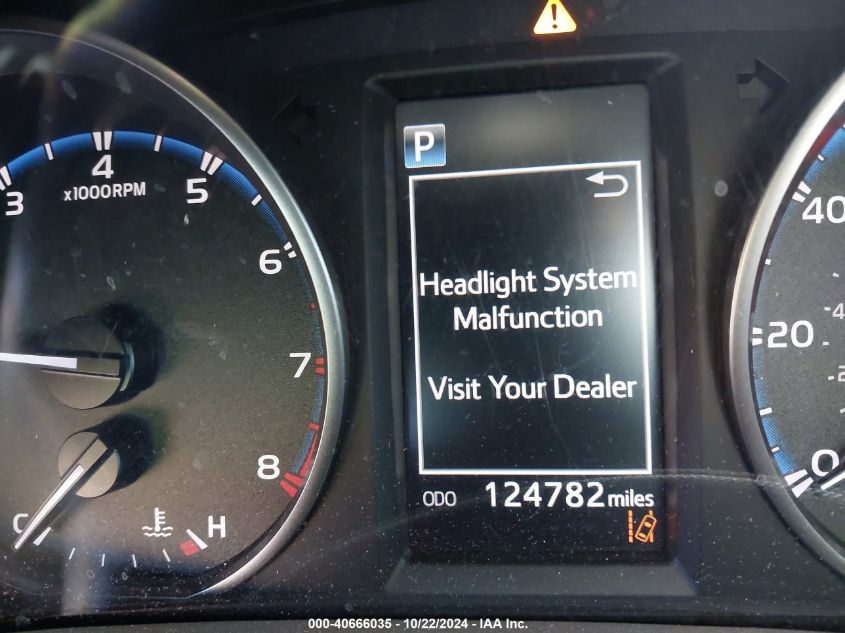 P
3
4
5
x1000RPM
6
7
8
C
H
Headlight System
Malfunction
Visit Your Dealer
ODO 124782 miles
40
20
0
000-40666035 - 10/22/2024 - IAA Inc.